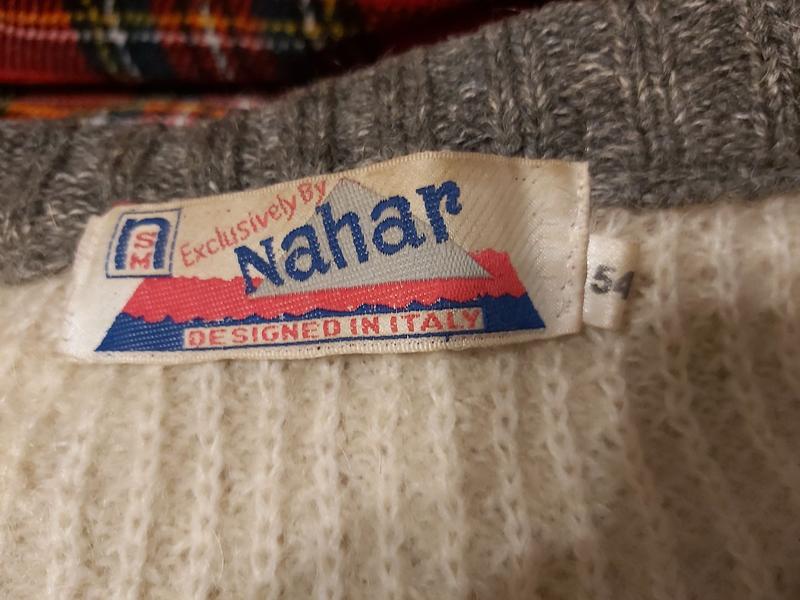 n
SM
Exclusively By
Nahar
DESIGNED IN ITALY
54